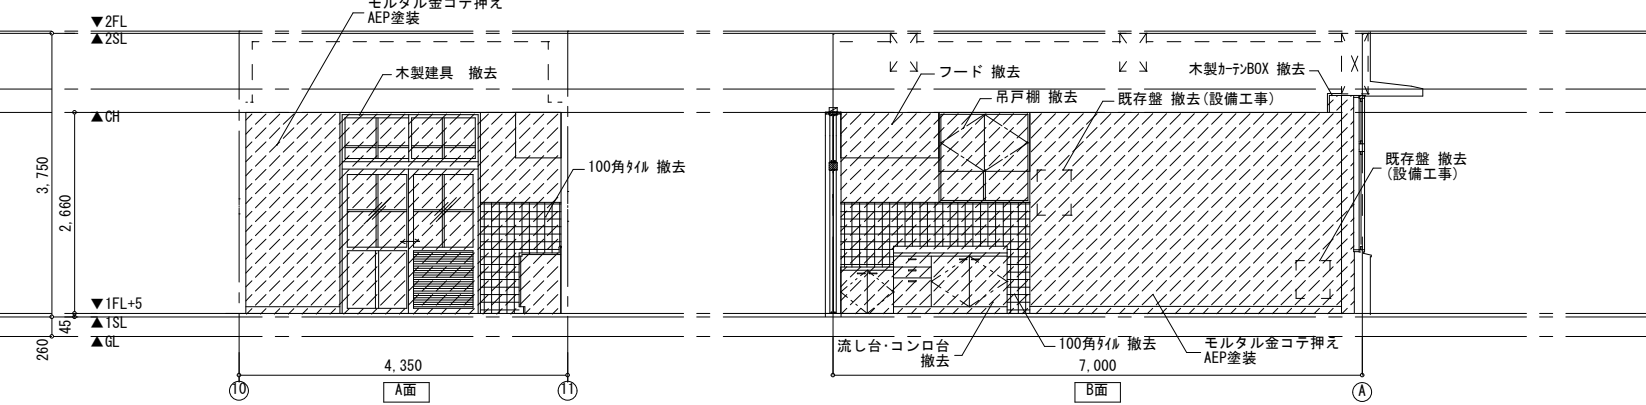 モルタル金コテ押え
AEP塗装
▼2FL
▲2SL
木製建具 撤去
▲CH
3,750
2,660
100角ﾀｲﾙ 撤去
▼1FL+5
▲1SL
45
▲GL
260
4,350
10
A面
11
フード 撤去
木製ｶｰﾃﾝBOX 撤去
吊戸棚 撤去
既存盤 撤去(設備工事)
既存盤 撤去
(設備工事)
流し台･コンロ台
撤去
100角ﾀｲﾙ 撤去
モルタル金コテ押え
AEP塗装
7,000
B面
A